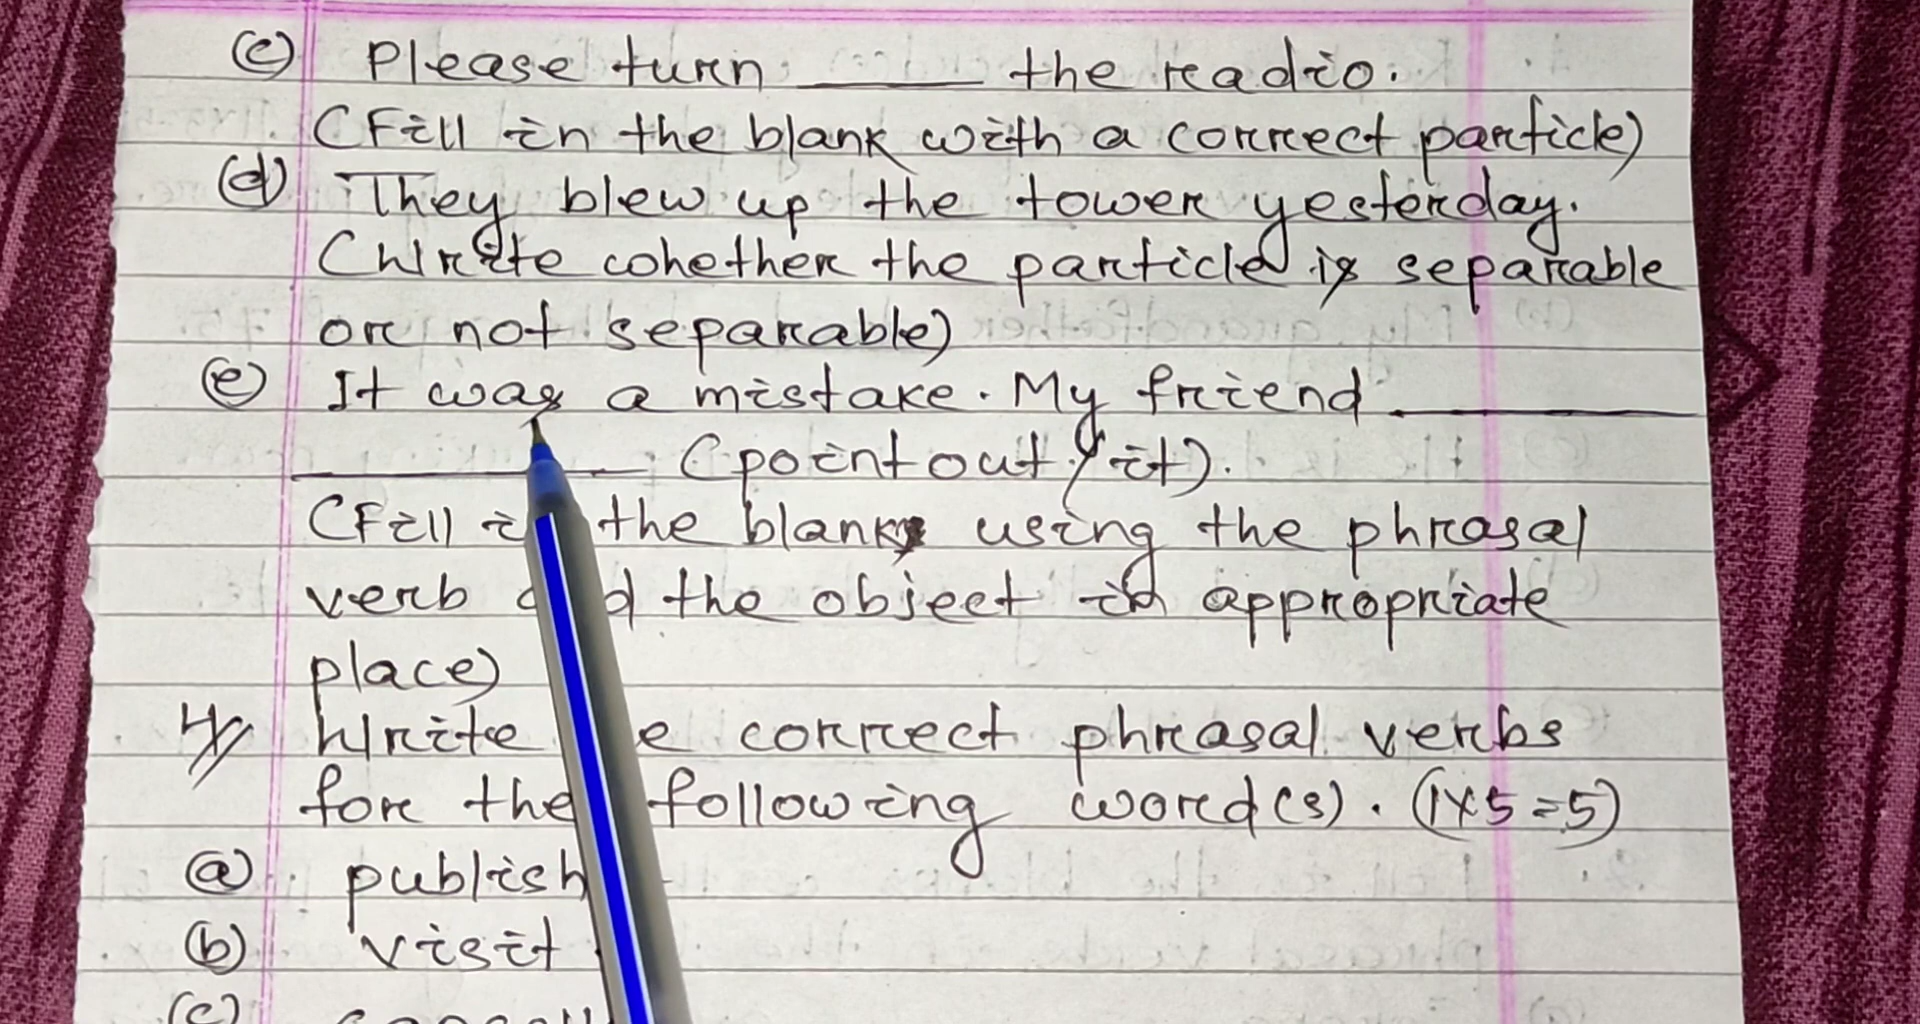 (c) Please turn ______ the radio.
(Fill in the blank with a correct particle)
(d) They blew up the tower yesterday.
(Write whether the particle is separable
or not separable)
(e) It was a mistake. My friend ______
______ (point out / it).
(Fill i the blanks using the phrasal
verb d the object in appropriate
place)
4// Write e correct phrasal verbs
for the following word(s). (1x5=5)
(a) publish
(b) visit
(c)